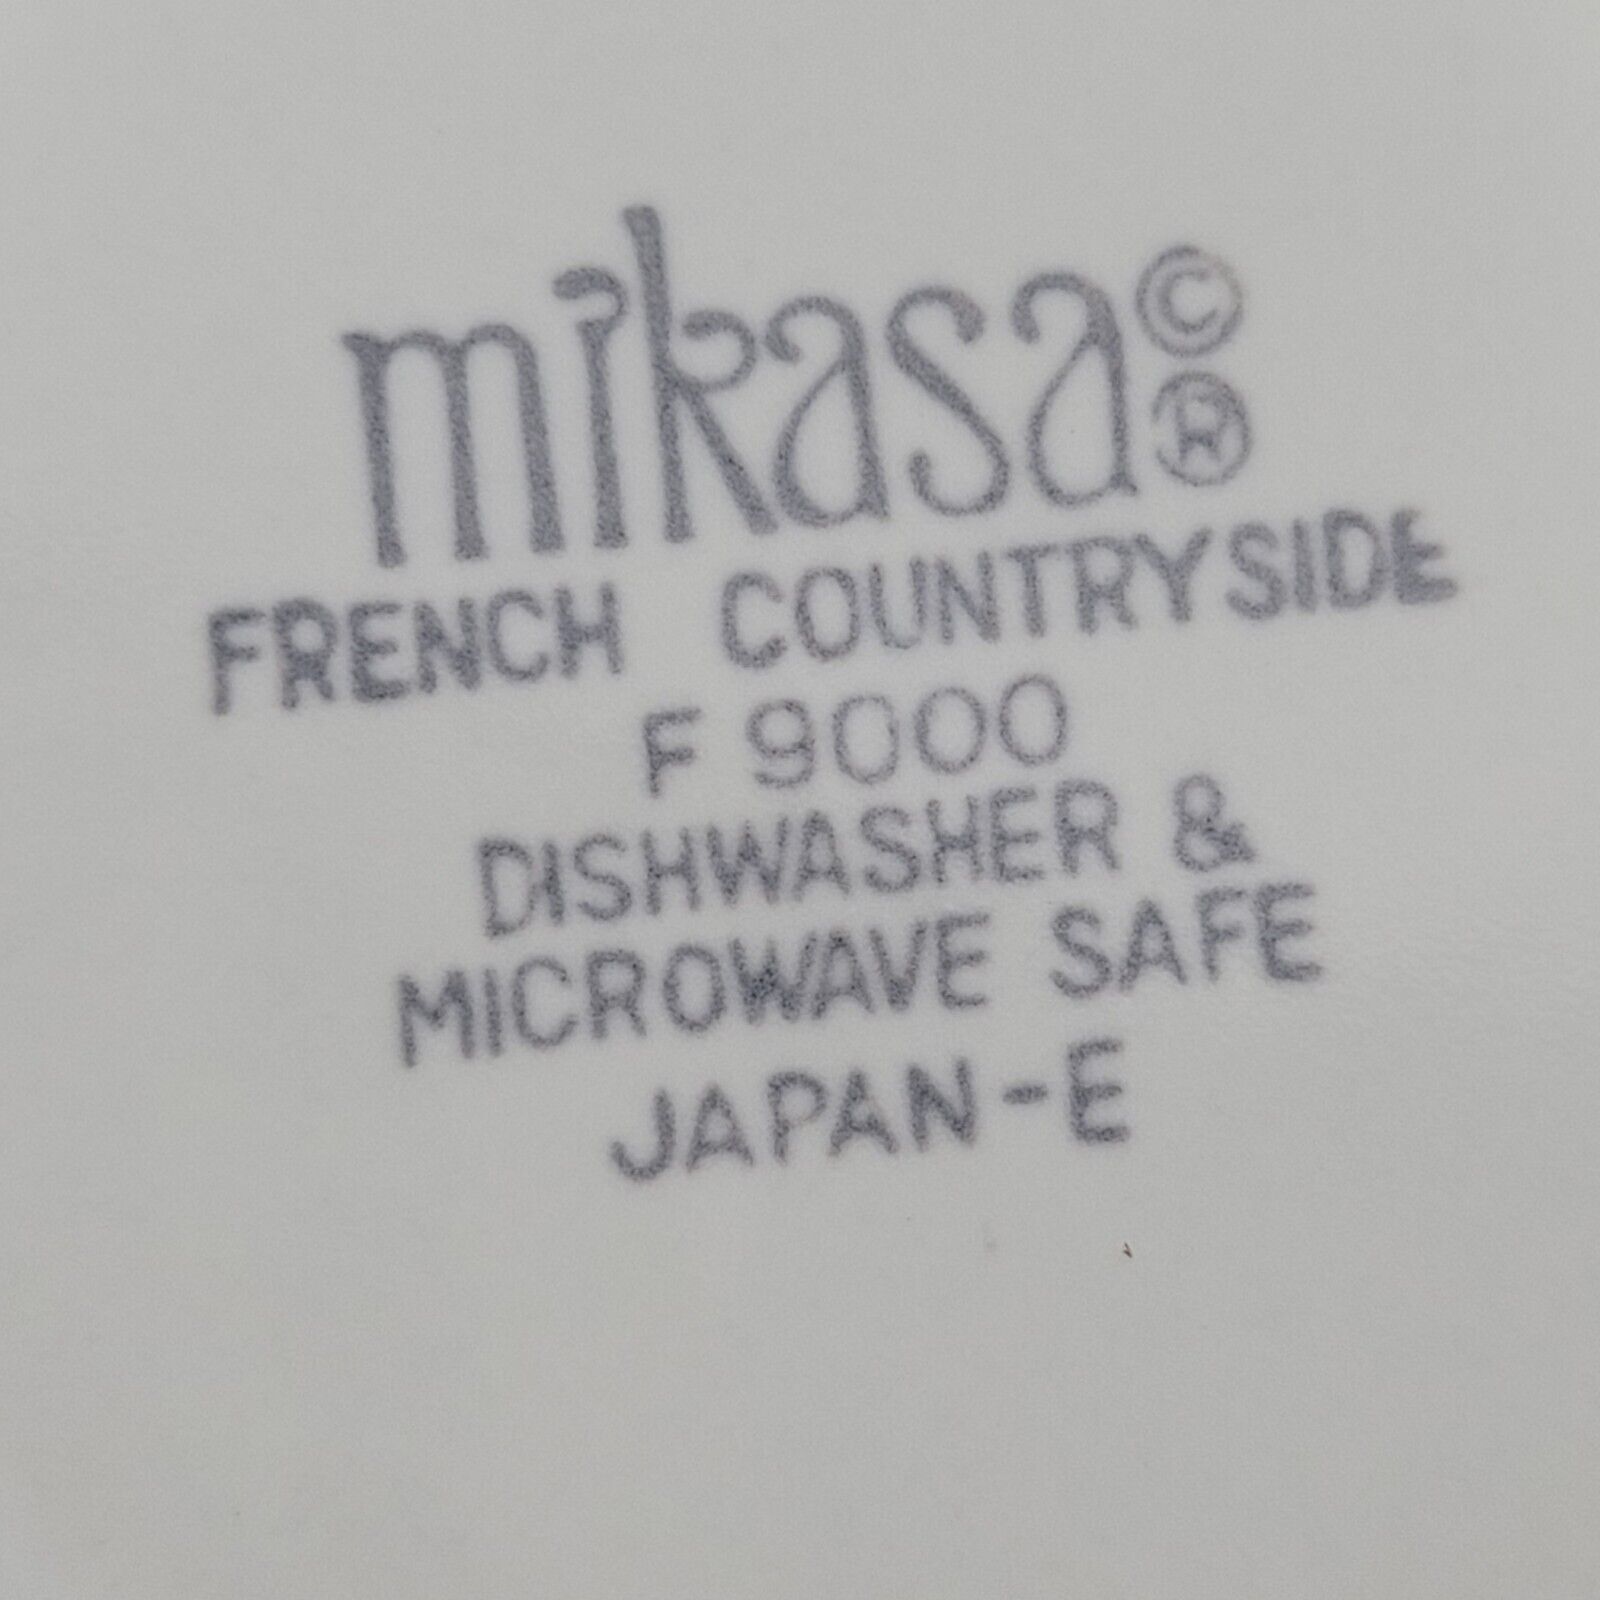 mikasa © ®
FRENCH COUNTRYSIDE
F 9000
DISHWASHER &
MICROWAVE SAFE
JAPAN-E